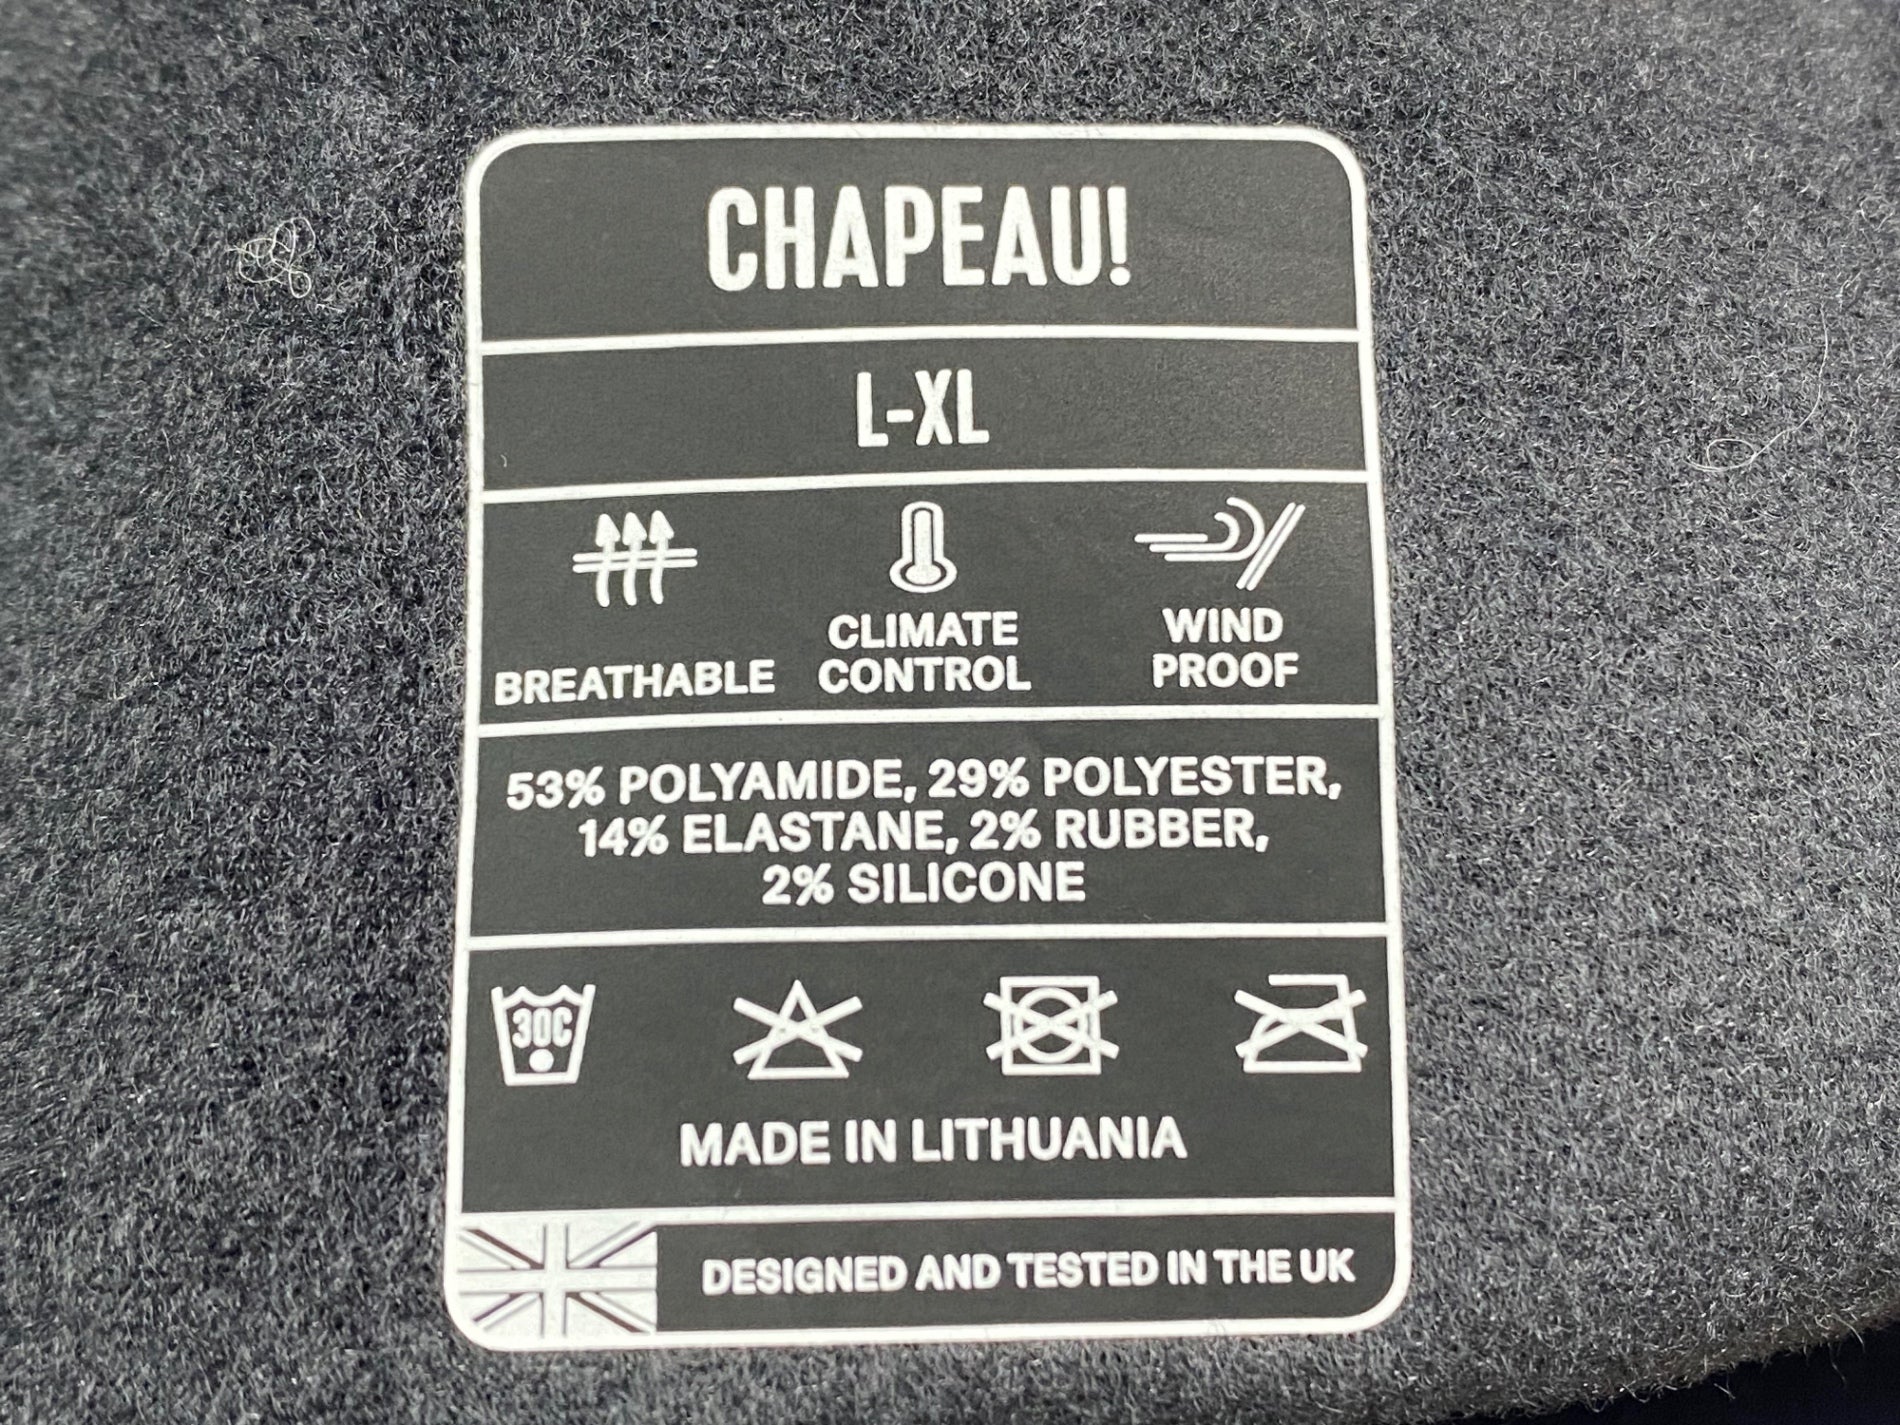 CHAPEAU!
L-XL
BREATHABLE
CLIMATE
CONTROL
WIND
PROOF
53% POLYAMIDE, 29% POLYESTER,
14% ELASTANE, 2% RUBBER,
2% SILICONE
30C
MADE IN LITHUANIA
DESIGNED AND TESTED IN THE UK